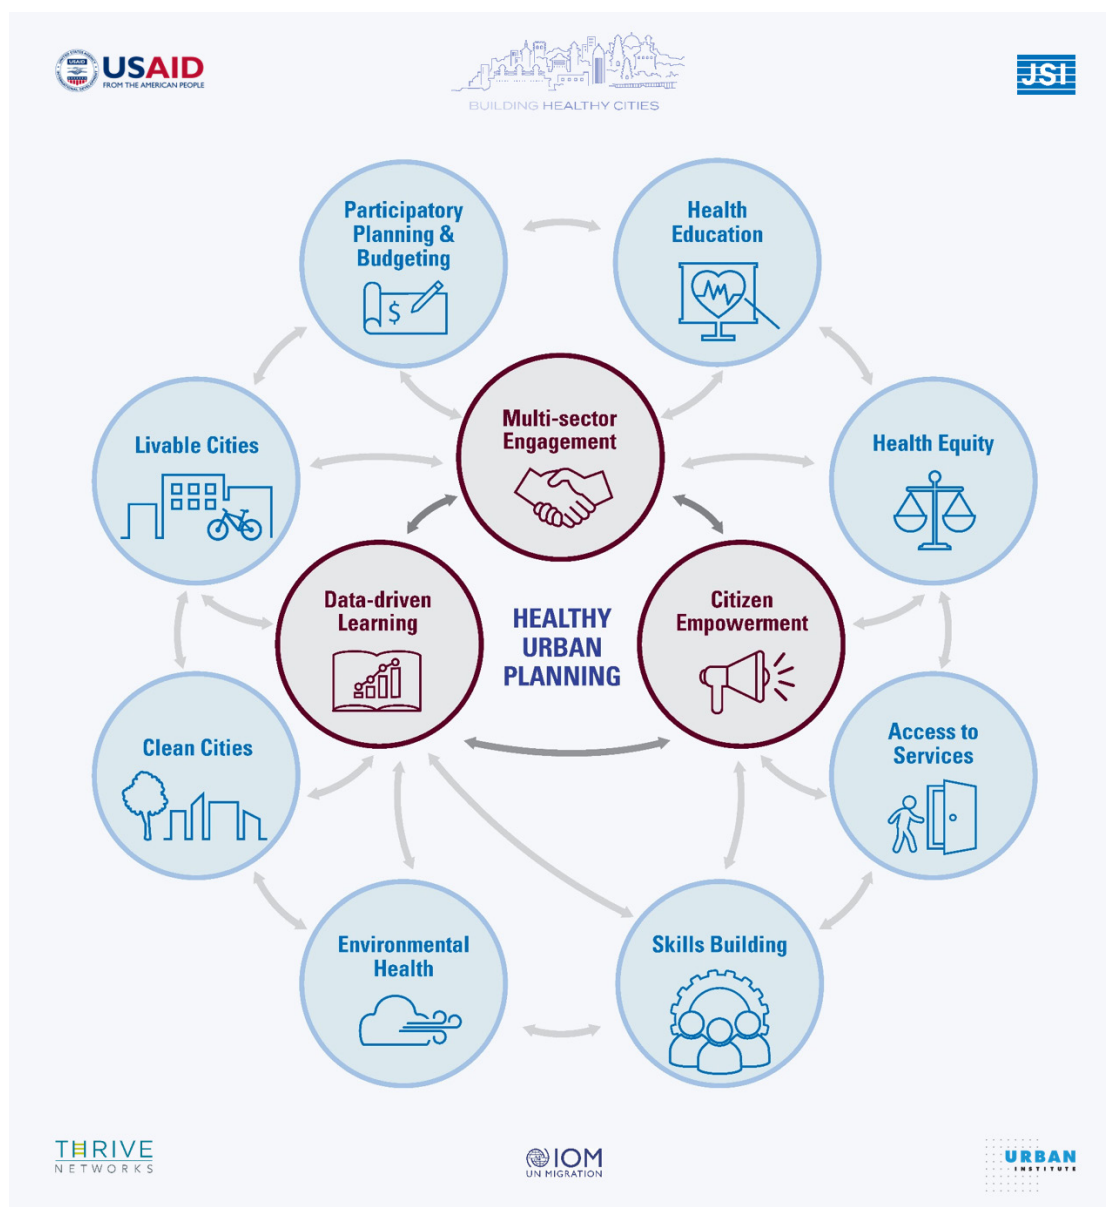 USAID
FROM THE AMERICAN PEOPLE
BUILDING HEALTHY CITIES
JSI
Participatory
Planning &
Budgeting
$
Health
Education
Multi-sector
Engagement
Livable Cities
Health Equity
Data-driven
Learning
HEALTHY
URBAN
PLANNING
Citizen
Empowerment
Clean Cities
Access to
Services
Environmental
Health
Skills Building
THRIVE
NETWORKS
IOM
UN MIGRATION
URBAN
INSTITUTE